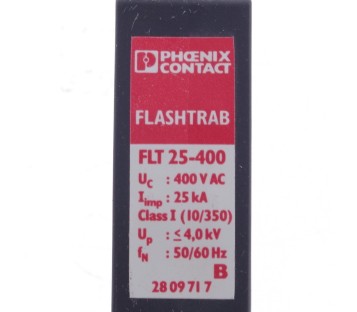 PHŒNIX
CONTACT
FLASHTRAB
FLT 25-400
Uc : 400 V AC
Iimp : 25 kA
Class I (10/350)
Up : ≤ 4,0 kV
fN : 50/60 Hz
B
28 09 71 7